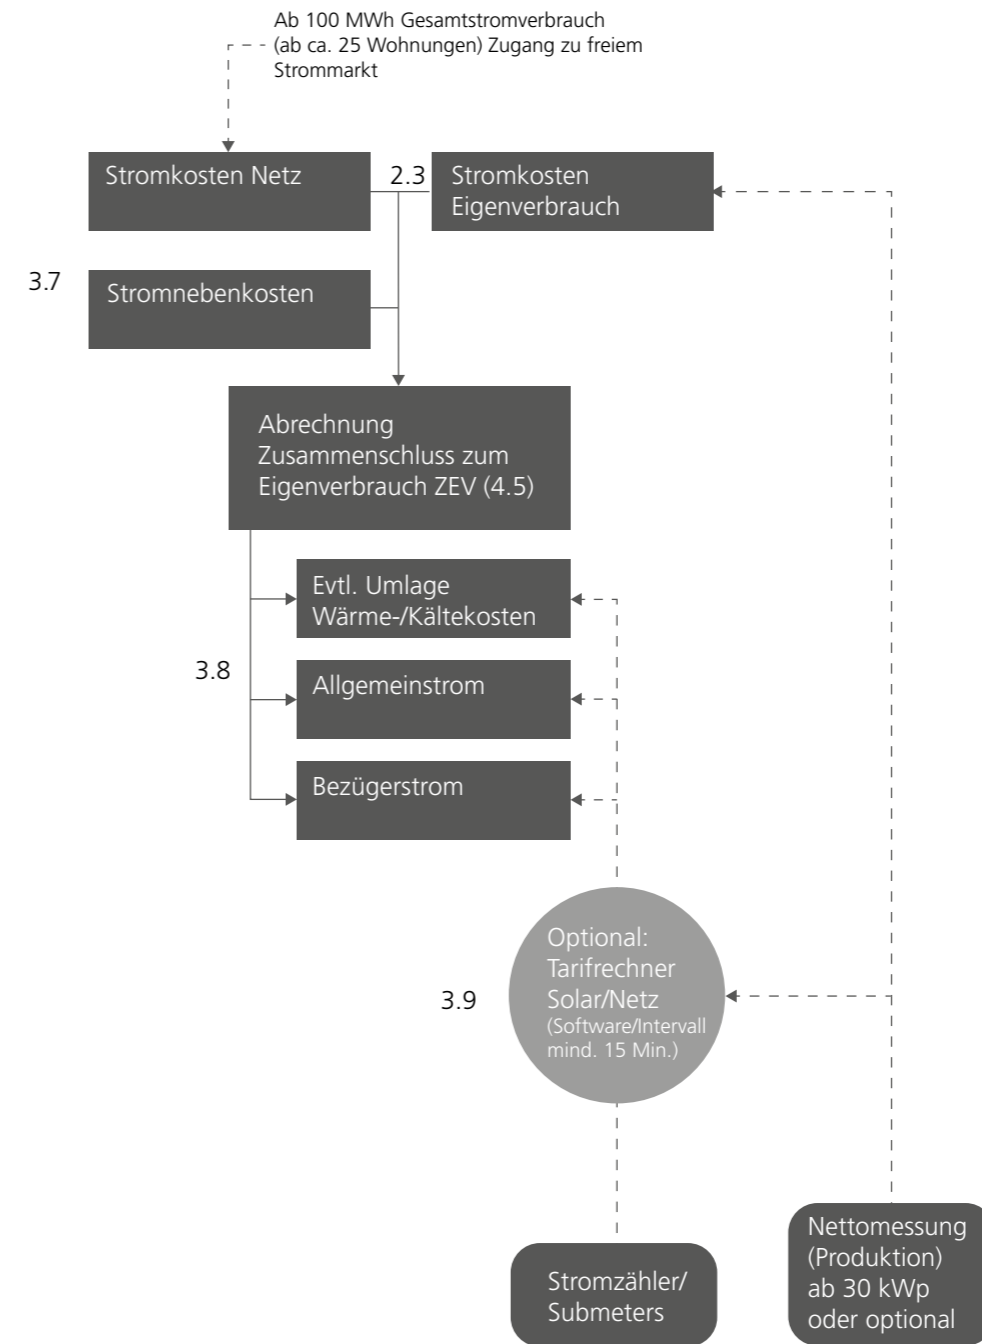 Ab 100 MWh Gesamtstromverbrauch
(ab ca. 25 Wohnungen) Zugang zu freiem
Strommarkt
Stromkosten Netz
2.3
Stromkosten
Eigenverbrauch
3.7
Stromnebenkosten
Abrechnung
Zusammenschluss zum
Eigenverbrauch ZEV (4.5)
Evtl. Umlage
Wärme-/Kältekosten
3.8
Allgemeinstrom
Bezügerstrom
Optional:
Tarifrechner
Solar/Netz
(Software/Intervall
mind. 15 Min.)
3.9
Nettomessung
(Produktion)
ab 30 kWp
oder optional
Stromzähler/
Submeters